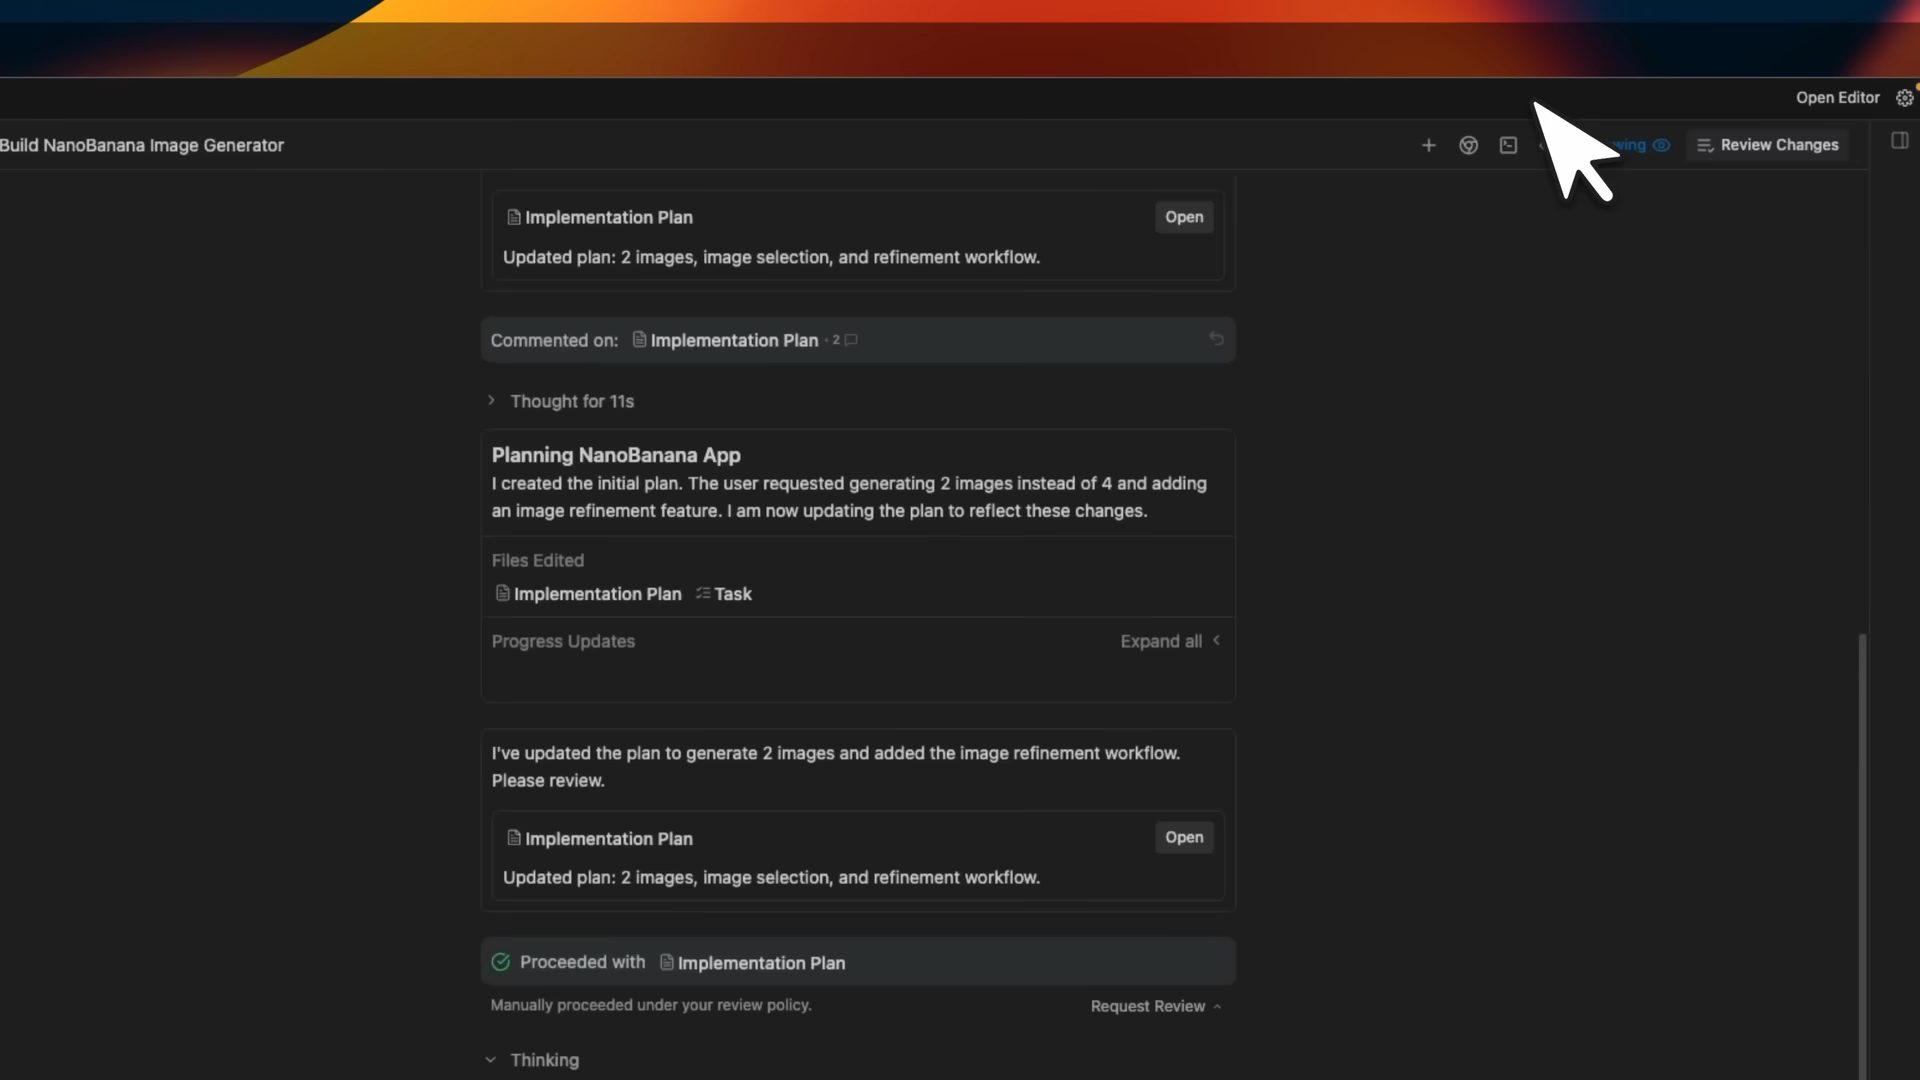 Open Editor
Build NanoBanana Image Generator
Review Changes
Implementation Plan
Open
Updated plan: 2 images, image selection, and refinement workflow.
Commented on: Implementation Plan · 2
Thought for 11s
Planning NanoBanana App
I created the initial plan. The user requested generating 2 images instead of 4 and adding
an image refinement feature. I am now updating the plan to reflect these changes.
Files Edited
Implementation Plan Task
Progress Updates
Expand all
I've updated the plan to generate 2 images and added the image refinement workflow.
Please review.
Implementation Plan
Open
Updated plan: 2 images, image selection, and refinement workflow.
Proceeded with Implementation Plan
Manually proceeded under your review policy.
Request Review
Thinking